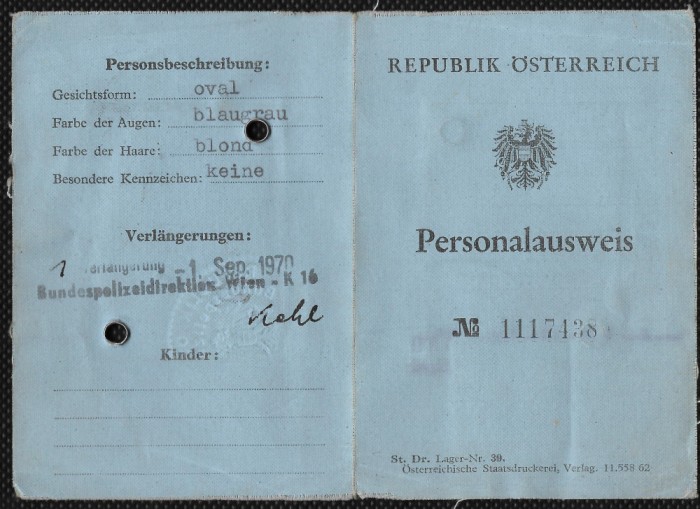 Personsbeschreibung:
Gesichtsform: oval
Farbe der Augen: blaugrau
Farbe der Haare: blond
Besondere Kennzeichen: keine
Verlängerungen:
1 Verlängerung -1. Sep. 1970
Bundespolizeidirektion Wien - K 16
Kinder:
REPUBLIK ÖSTERREICH
Personalausweis
№ 1117438
St. Dr. Lager-Nr. 39.
Österreichische Staatsdruckerei, Verlag. 11.558 62